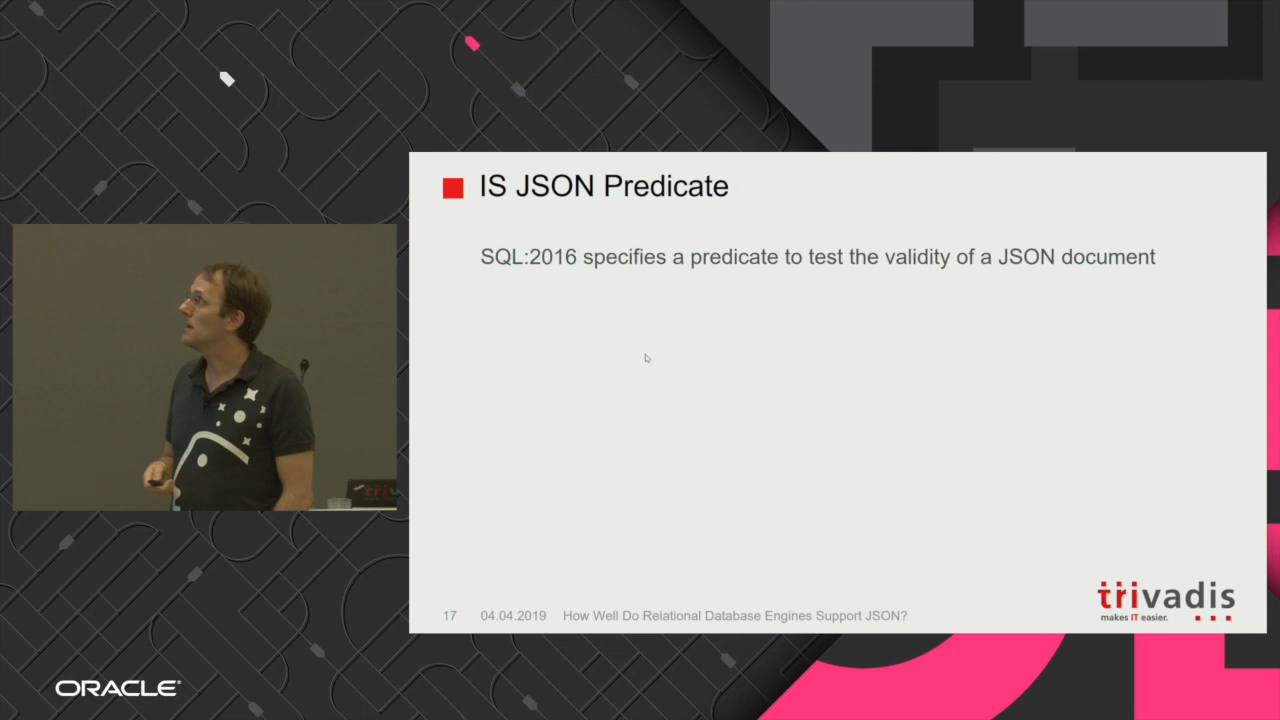 IS JSON Predicate
SQL:2016 specifies a predicate to test the validity of a JSON document
17 04.04.2019 How Well Do Relational Database Engines Support JSON?
trivadis
makes IT easier.
ORACLE